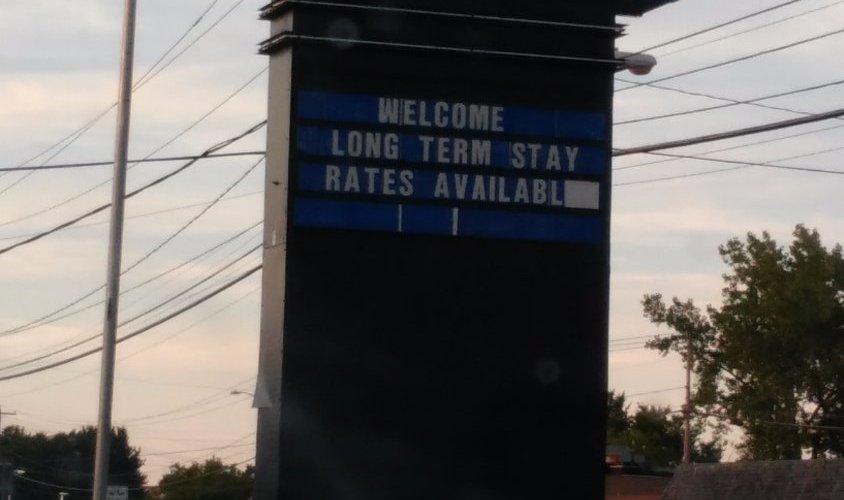 WELCOME
LONG TERM STAY
RATES AVAILABL